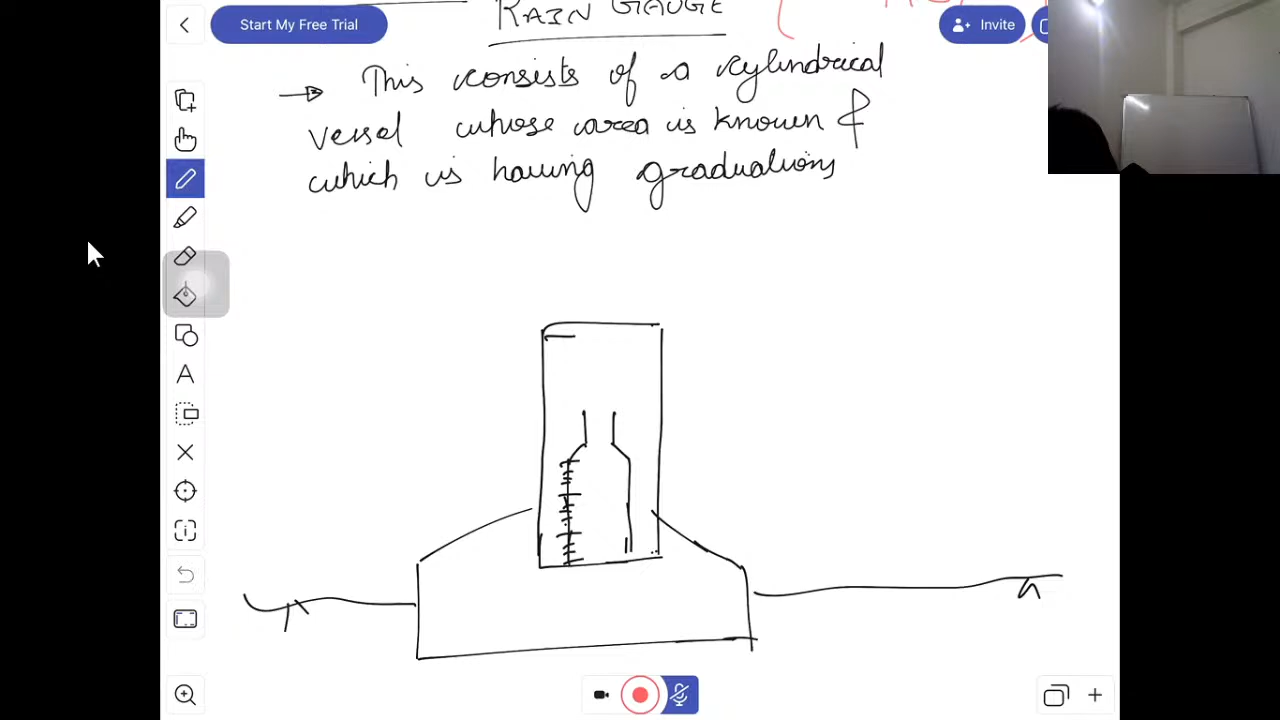 Start My Free Trial
RAIN GAUGE
Invite
This consists of a cylindrical
vessel whose area is known &
which is having graduations
A